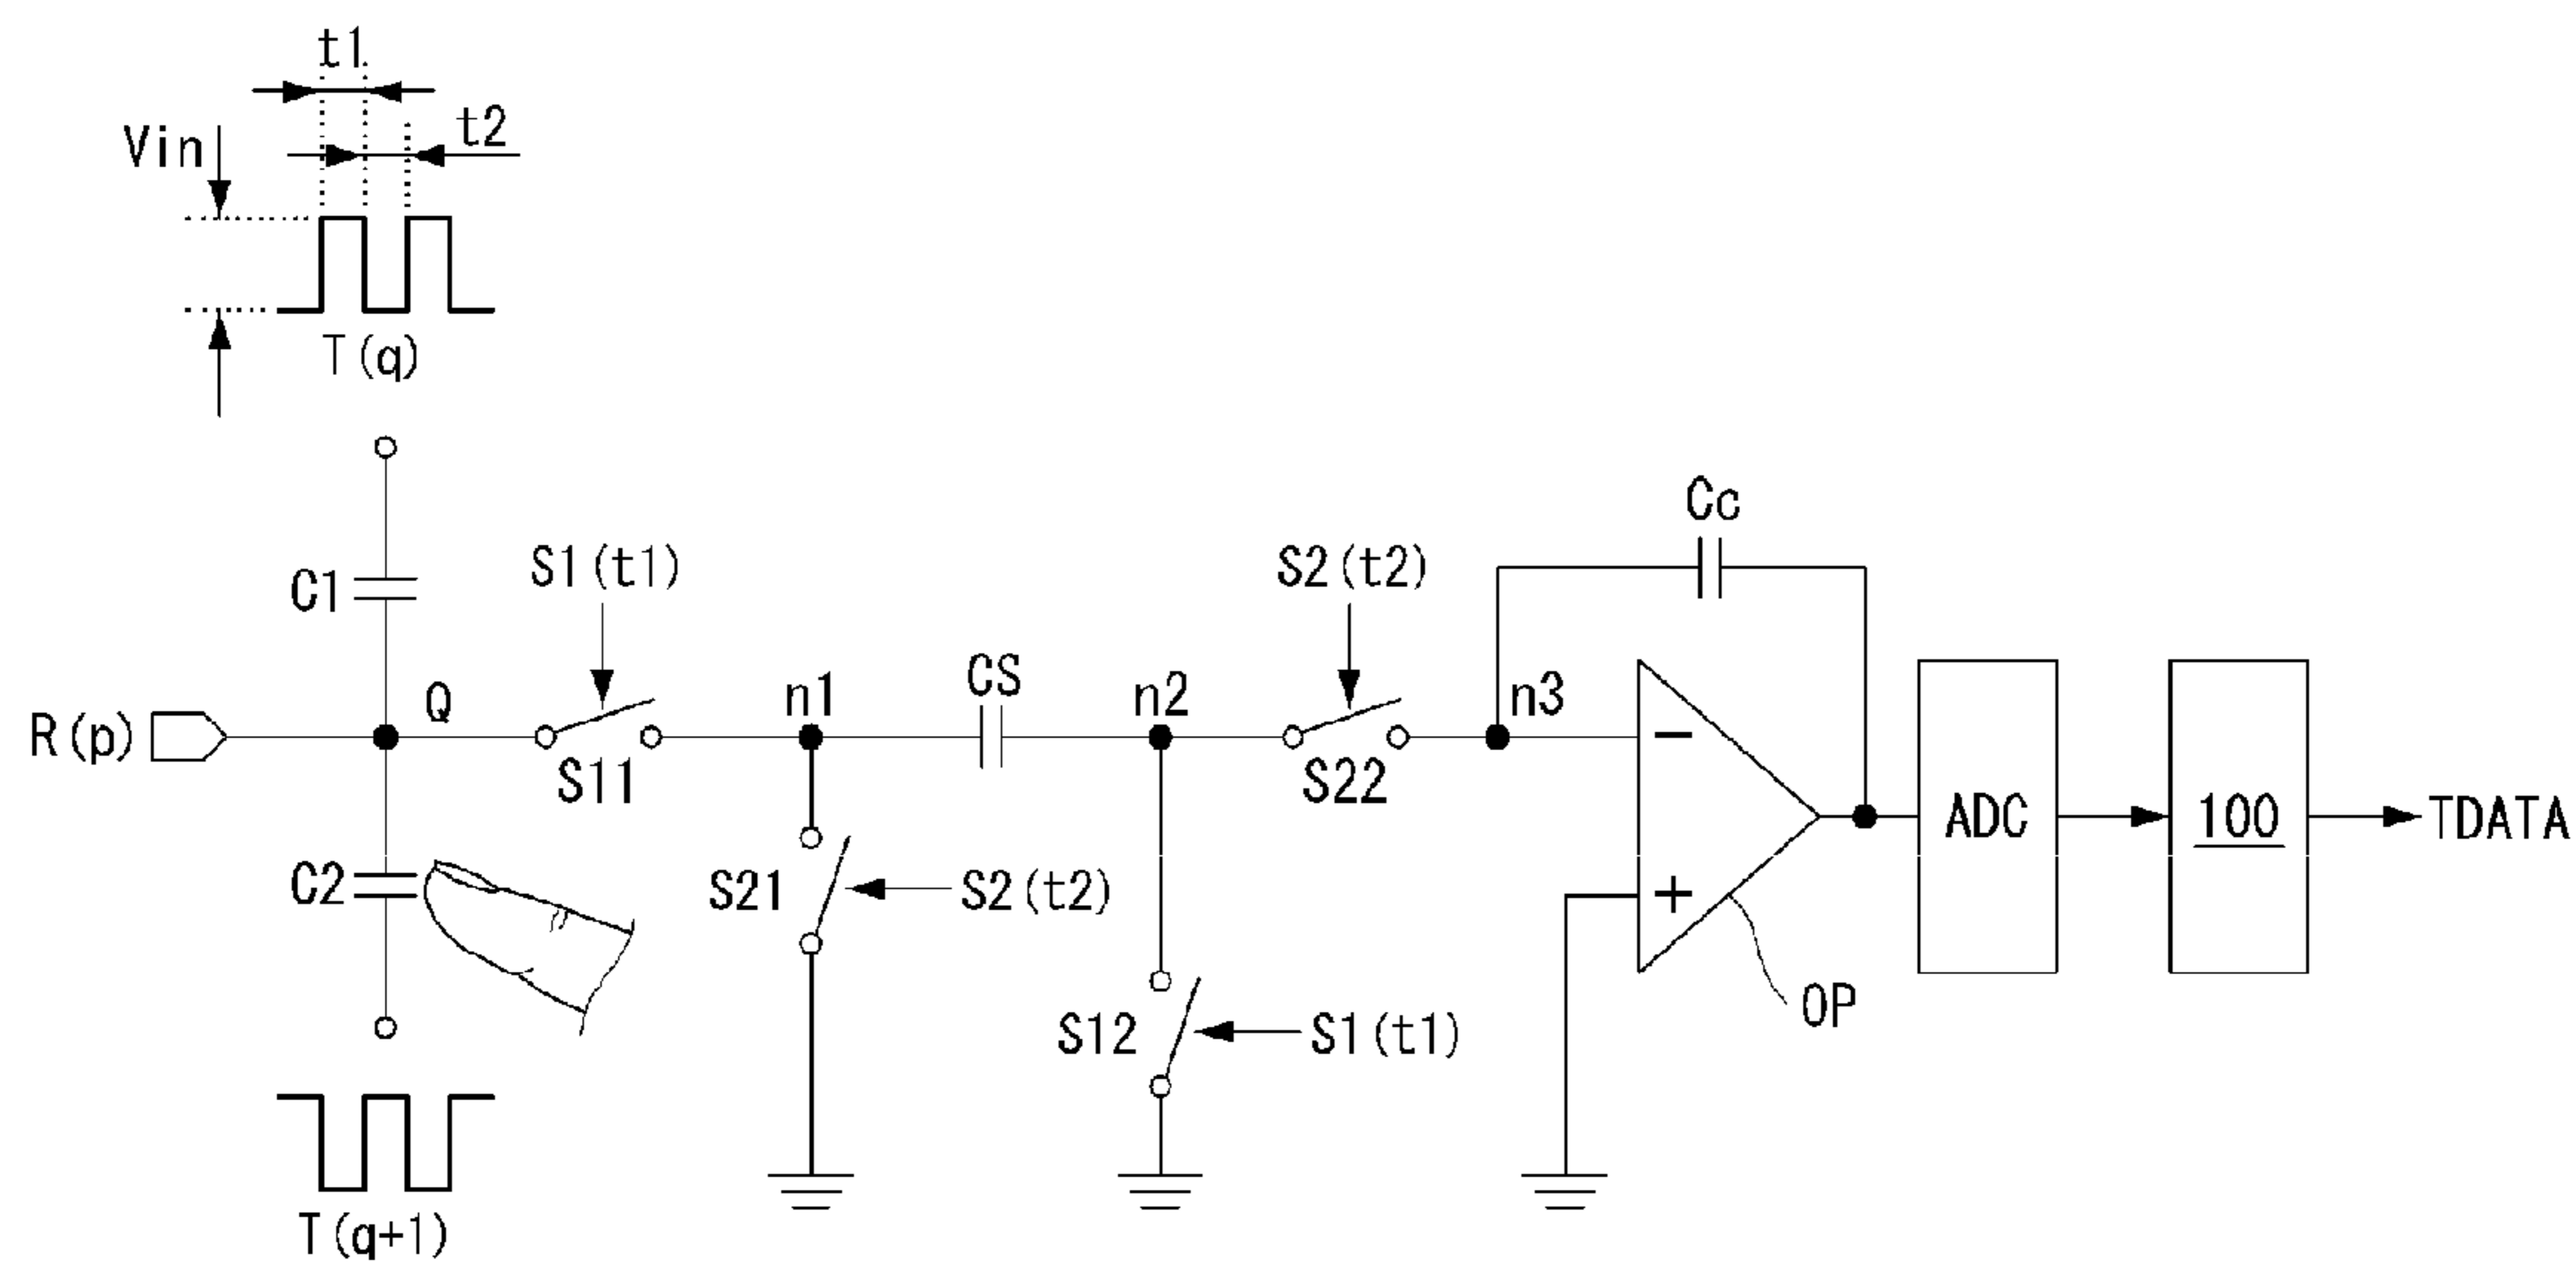 t1
t2
Vin
T(q)
Cc
S1(t1)
S2(t2)
C1
CS
R(p)
Q
n1
n2
n3
S11
S22
−
ADC
100
TDATA
C2
S21
S2(t2)
+
OP
S12
S1(t1)
T(q+1)